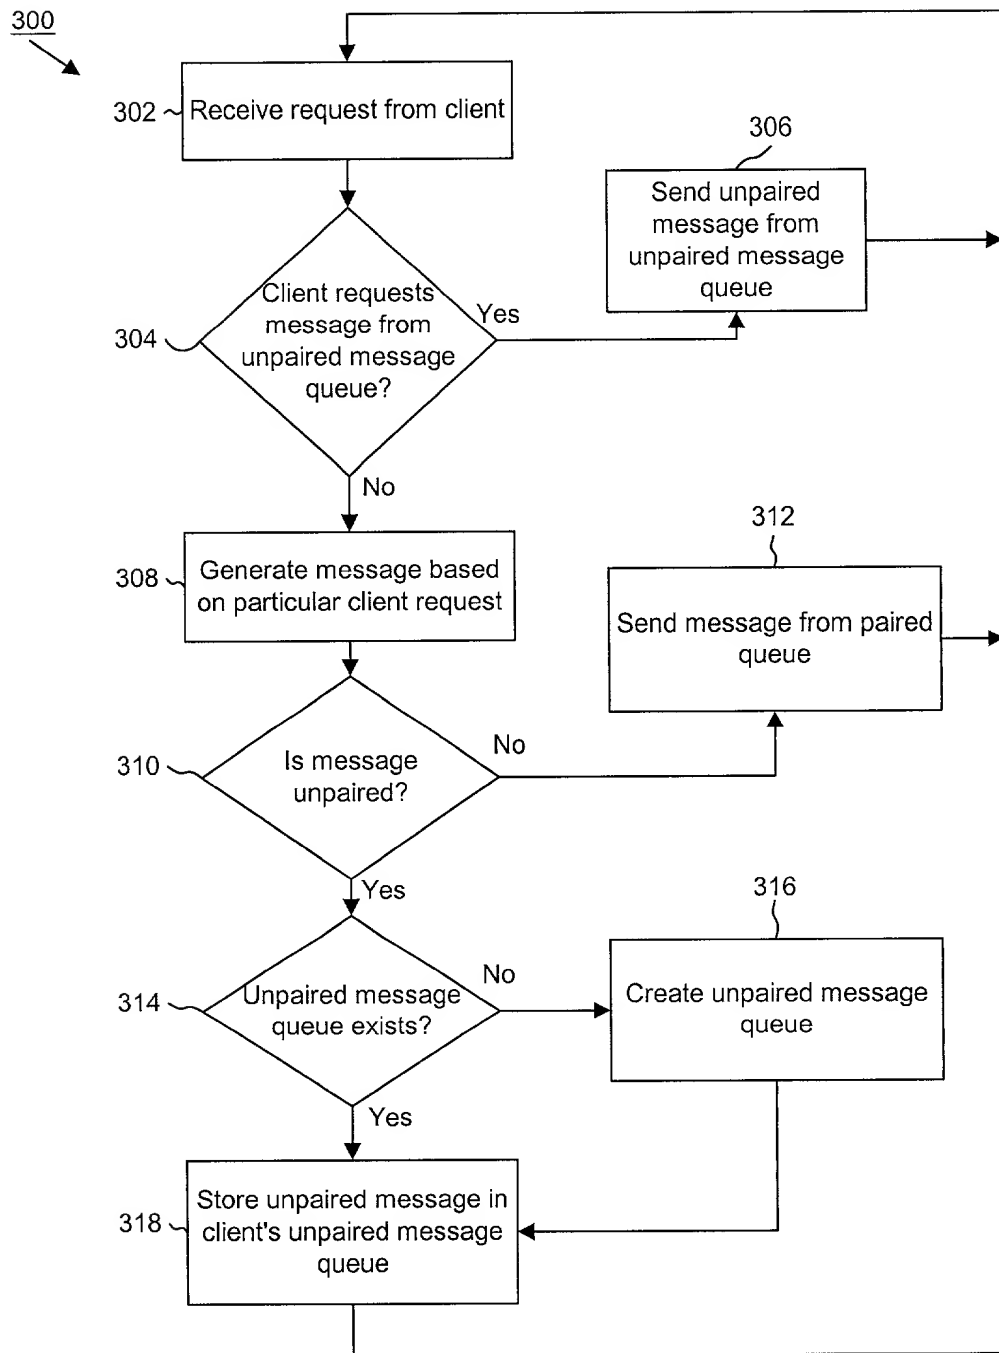 300
302
Receive request from client
306
Send unpaired
message from
unpaired message
queue
304
Client requests
message from
unpaired message
queue?
Yes
No
308
Generate message based
on particular client request
312
Send message from paired
queue
310
Is message
unpaired?
No
Yes
314
Unpaired message
queue exists?
No
316
Create unpaired message
queue
Yes
318
Store unpaired message in
client's unpaired message
queue